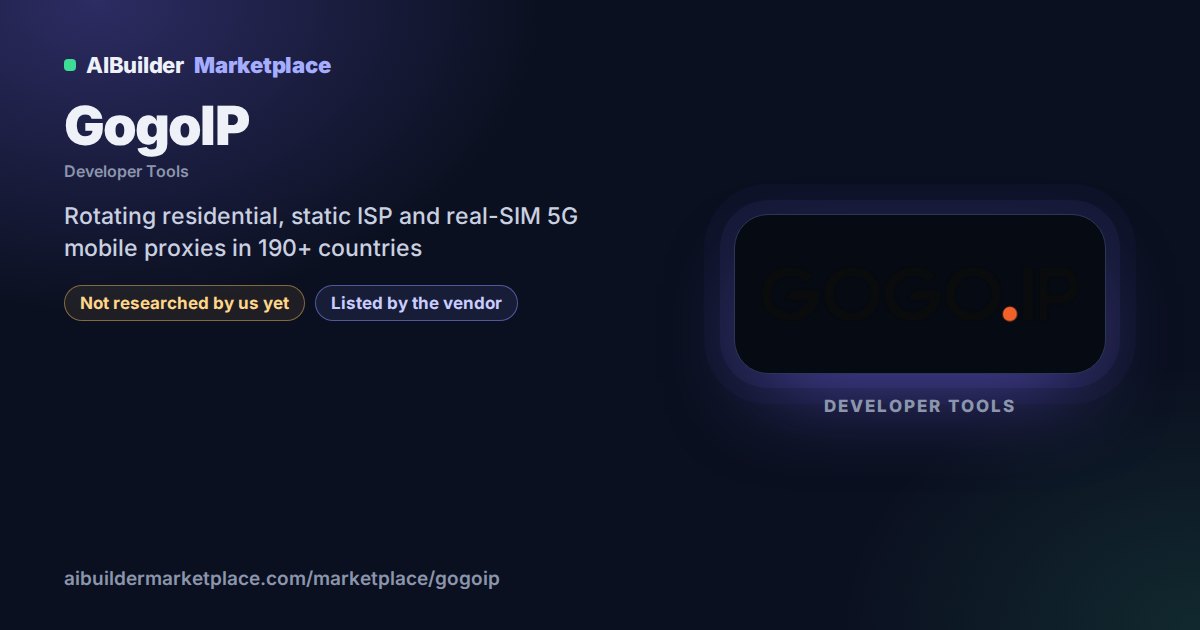 AIBuilder Marketplace
GogoIP
Developer Tools
Rotating residential, static ISP and real-SIM 5G
mobile proxies in 190+ countries
Not researched by us yet
Listed by the vendor
GOGO.IP
DEVELOPER TOOLS
aibuildermarketplace.com/marketplace/gogoip